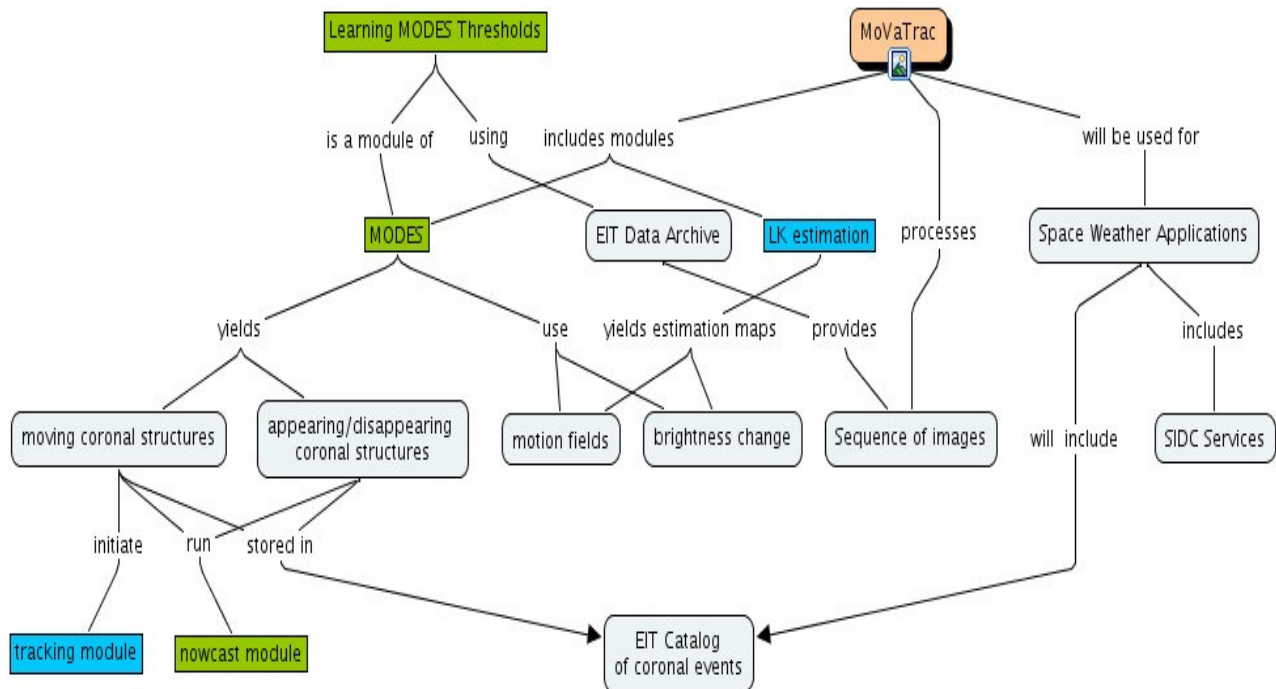 Learning MODES Thresholds
MoVaTrac
is a module of
using
includes modules
will be used for
MODES
EIT Data Archive
LK estimation
processes
Space Weather Applications
yields
use
yields estimation maps
provides
includes
moving coronal structures
appearing/disappearing
coronal structures
motion fields
brightness change
Sequence of images
will include
SIDC Services
initiate
run
stored in
tracking module
nowcast module
EIT Catalog
of coronal events